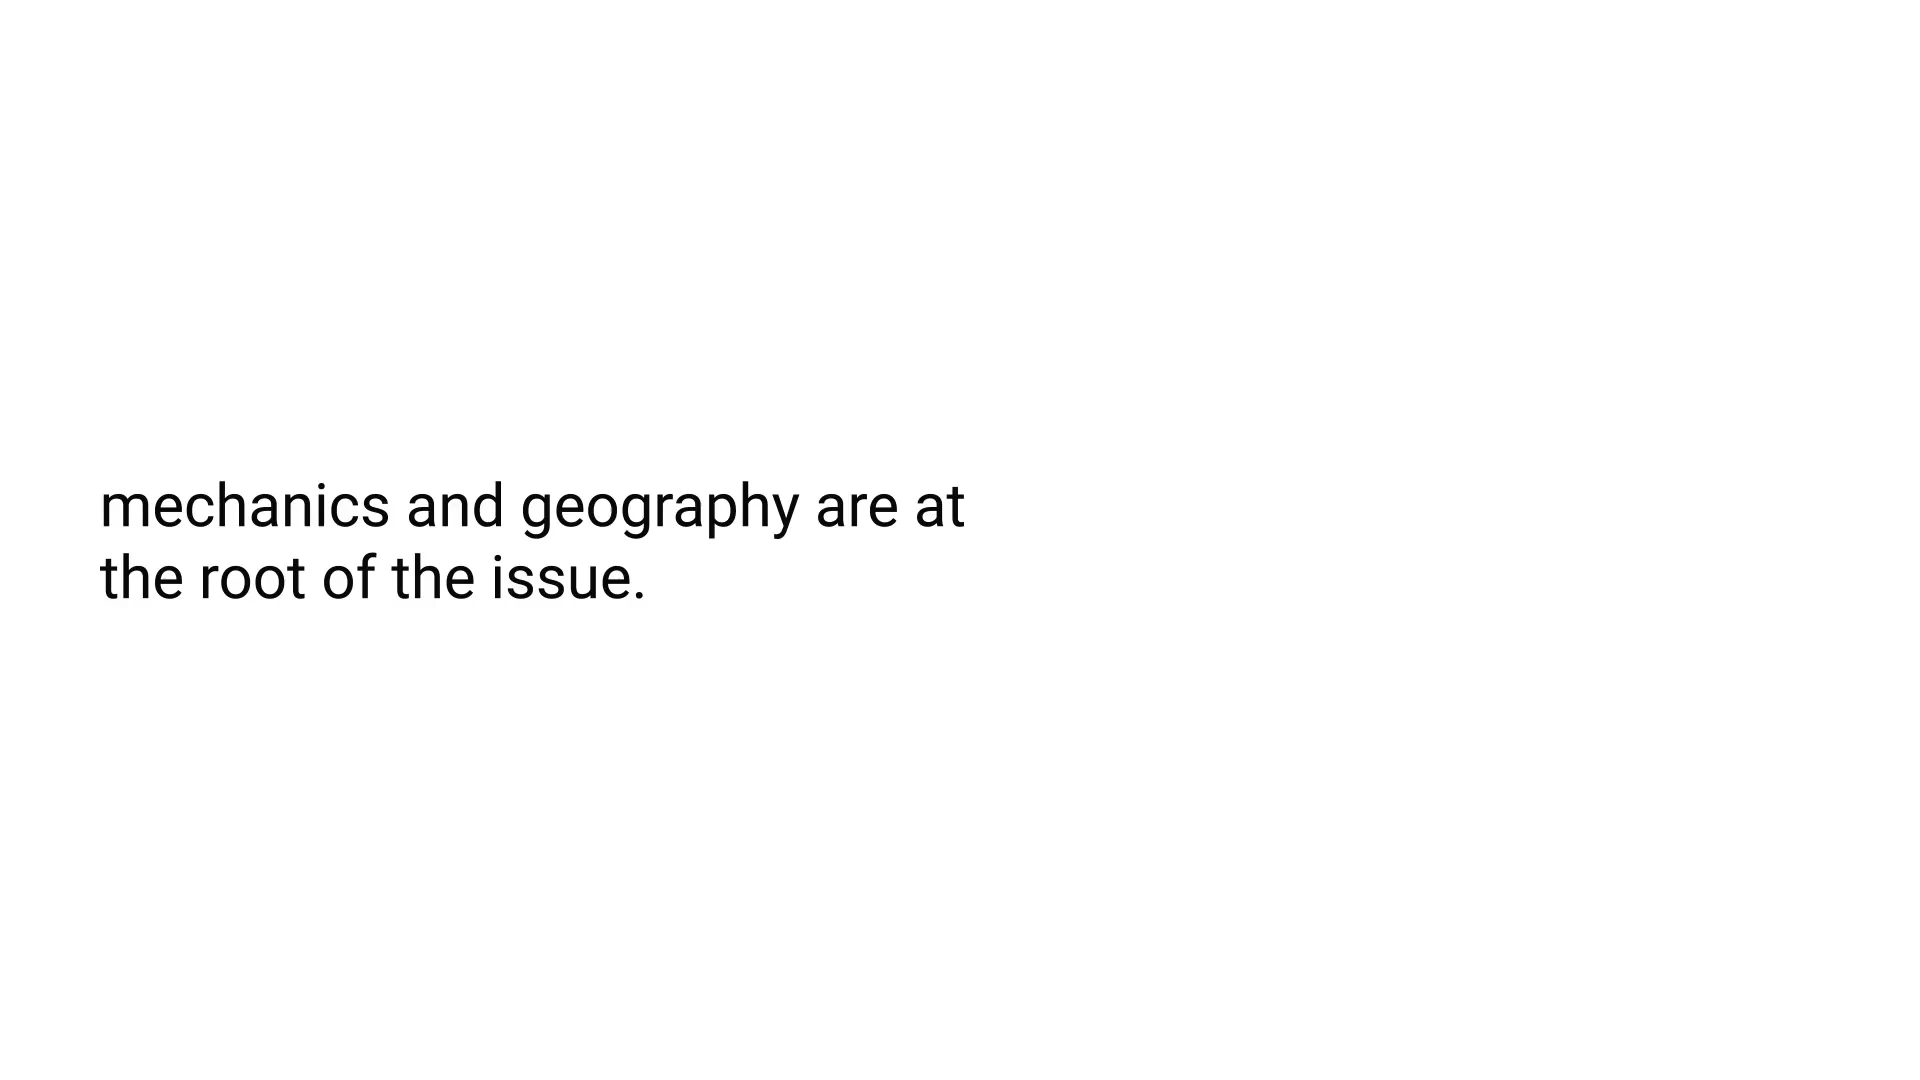 mechanics and geography are at
the root of the issue.